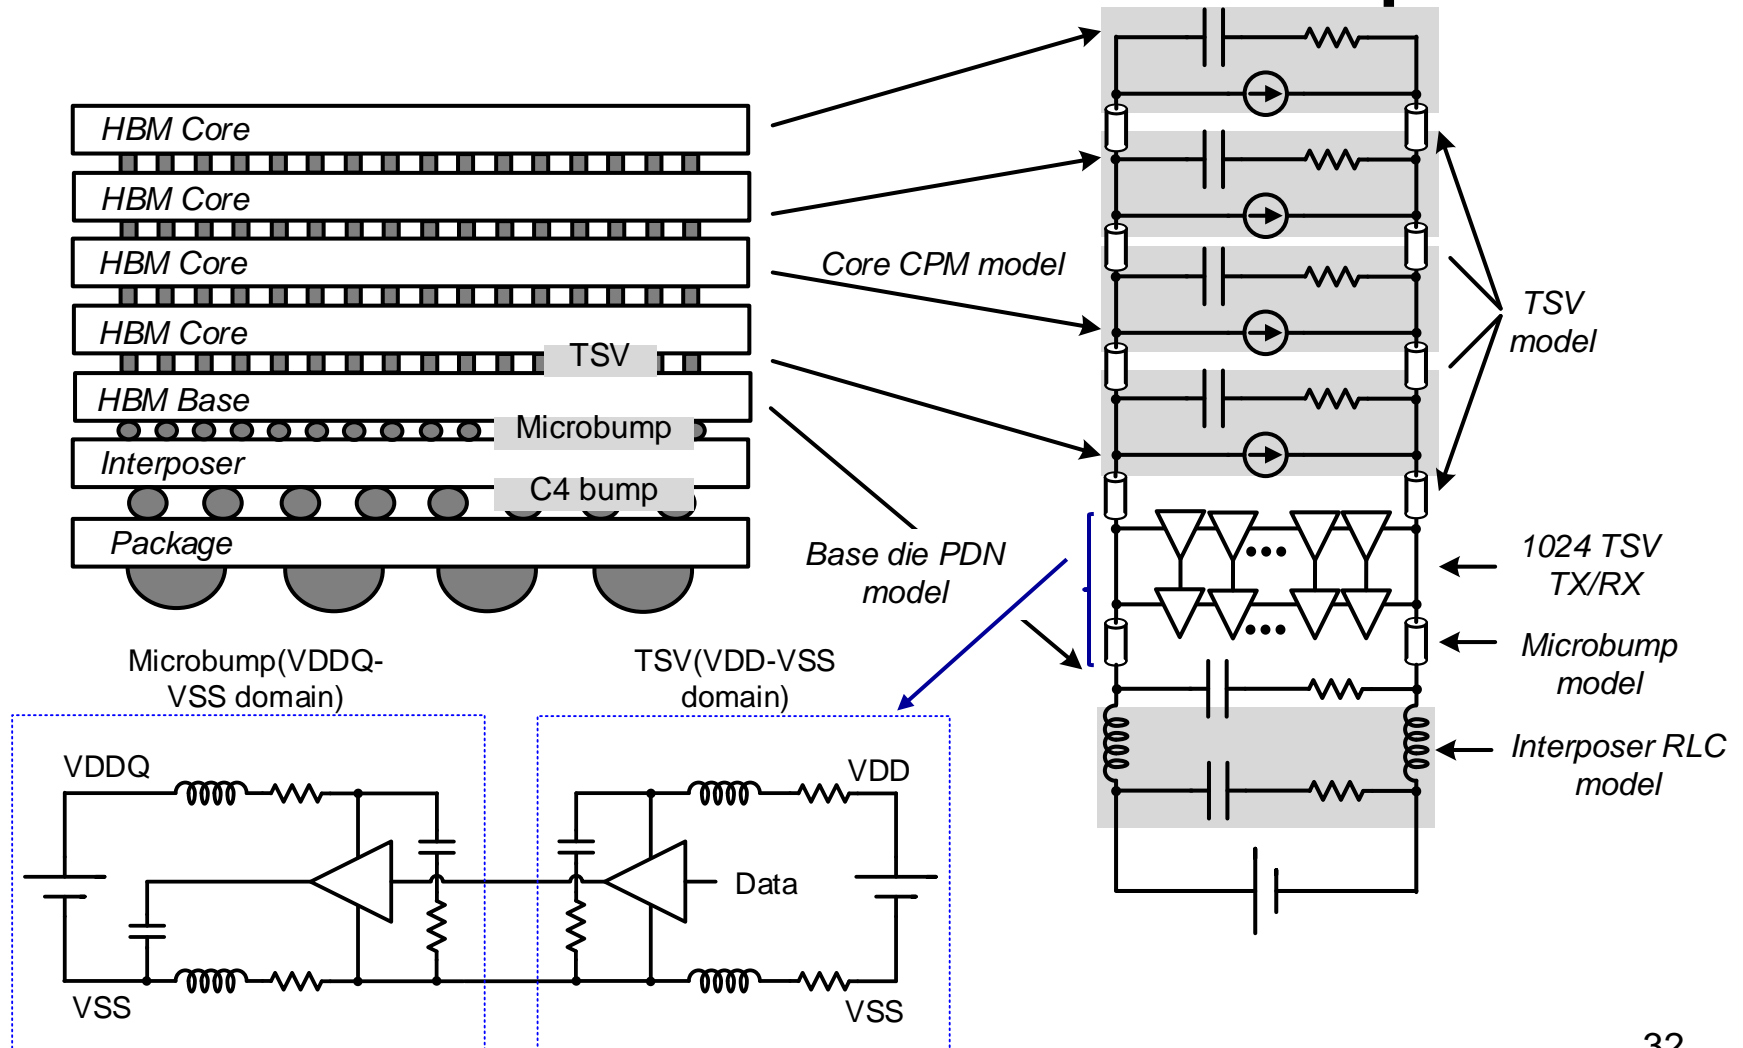 HBM Core
HBM Core
HBM Core
HBM Core
TSV
HBM Base
Microbump
Interposer
C4 bump
Package
Core CPM model
Base die PDN
model
TSV
model
1024 TSV
TX/RX
Microbump
model
Interposer RLC
model
Microbump(VDDQ-
VSS domain)
TSV(VDD-VSS
domain)
VDDQ
VDD
Data
VSS
VSS
32